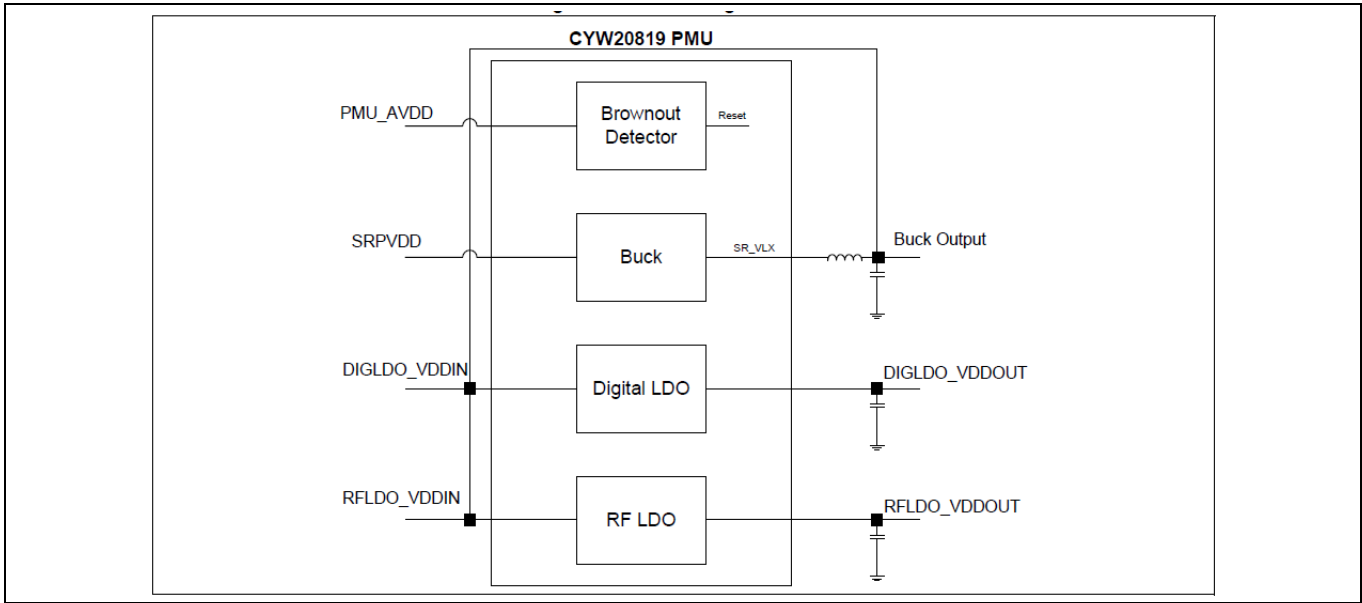 CYW20819 PMU
PMU_AVDD
Brownout
Detector
Reset
SRPVDD
Buck
SR_VLX
Buck Output
DIGLDO_VDDIN
Digital LDO
DIGLDO_VDDOUT
RFLDO_VDDIN
RF LDO
RFLDO_VDDOUT